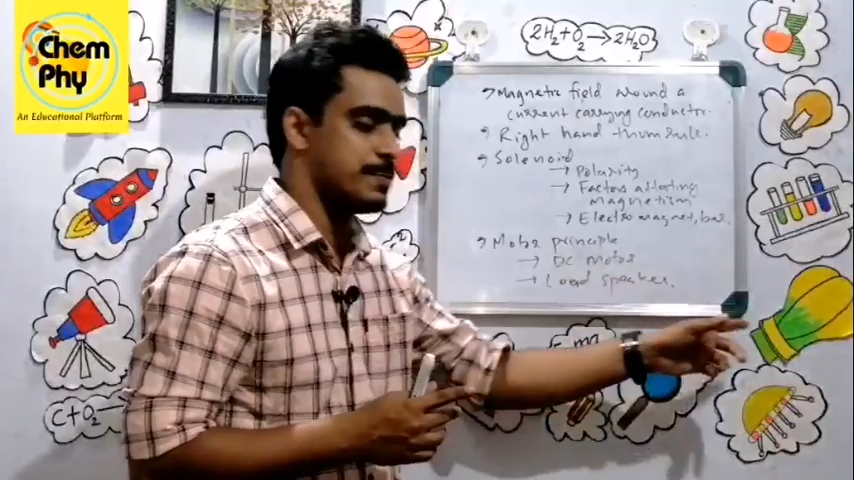 Chem
Phy
An Educational Platform
2H2+O2→2H2O
→ Magnetic field around a
current carrying conductor.
→ Right hand thumb rule.
→ Solenoid
→ Polarity
→ Factors affecting
magnetism
→ Electromagnet, bar.
→ Motor principle
→ DC motor
→ Loud speaker.
C+O2→